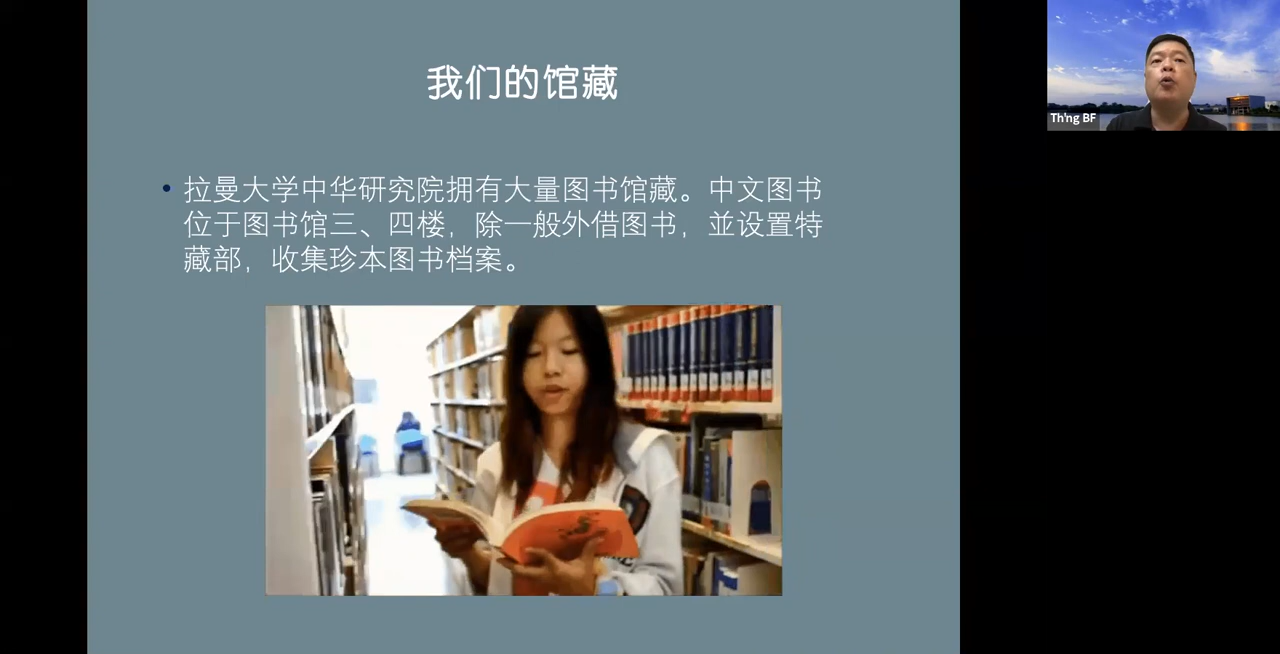 我们的馆藏
• 拉曼大学中华研究院拥有大量图书馆藏。中文图书
位于图书馆三、四楼，除一般外借图书，並设置特
藏部，收集珍本图书档案。
Th'ng BF